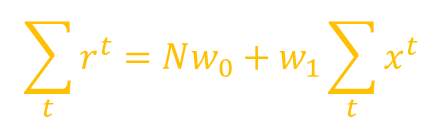 ∑_t r^t = Nw_0 + w_1 ∑_t x^t